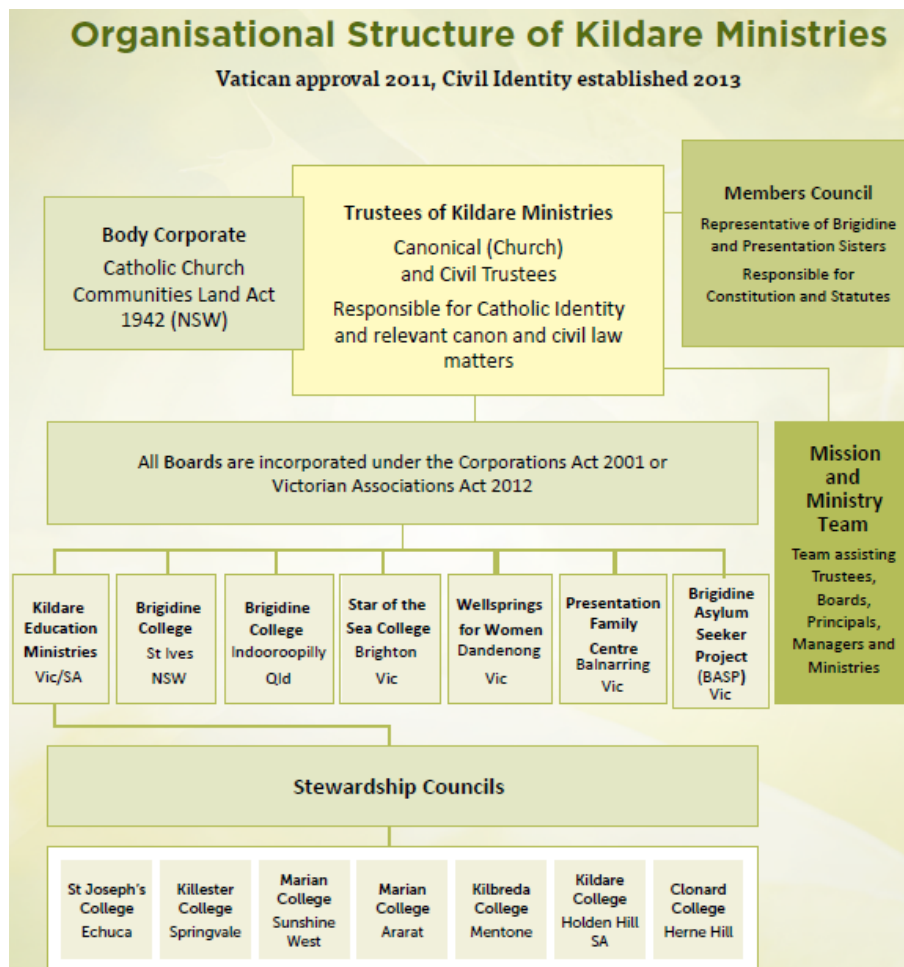 Organisational Structure of Kildare Ministries
Vatican approval 2011, Civil Identity established 2013
Body Corporate
Catholic Church
Communities Land Act
1942 (NSW)
Trustees of Kildare Ministries
Canonical (Church)
and Civil Trustees
Responsible for Catholic Identity
and relevant canon and civil law
matters
Members Council
Representative of Brigidine
and Presentation Sisters
Responsible for
Constitution and Statutes
All Boards are incorporated under the Corporations Act 2001 or
Victorian Associations Act 2012
Mission
and
Ministry
Team
Team assisting
Trustees,
Boards,
Principals,
Managers and
Ministries
Kildare
Education
Ministries
Vic/SA
Brigidine
College
St Ives
NSW
Brigidine
College
Indooroopilly
Qld
Star of the
Sea College
Brighton
Vic
Wellsprings
for Women
Dandenong
Vic
Presentation
Family
Centre
Balnarring
Vic
Brigidine
Asylum
Seeker
Project
(BASP)
Vic
Stewardship Councils
St Joseph's
College
Echuca
Killester
College
Springvale
Marian
College
Sunshine
West
Marian
College
Ararat
Kilbreda
College
Mentone
Kildare
College
Holden Hill
SA
Clonard
College
Herne Hill